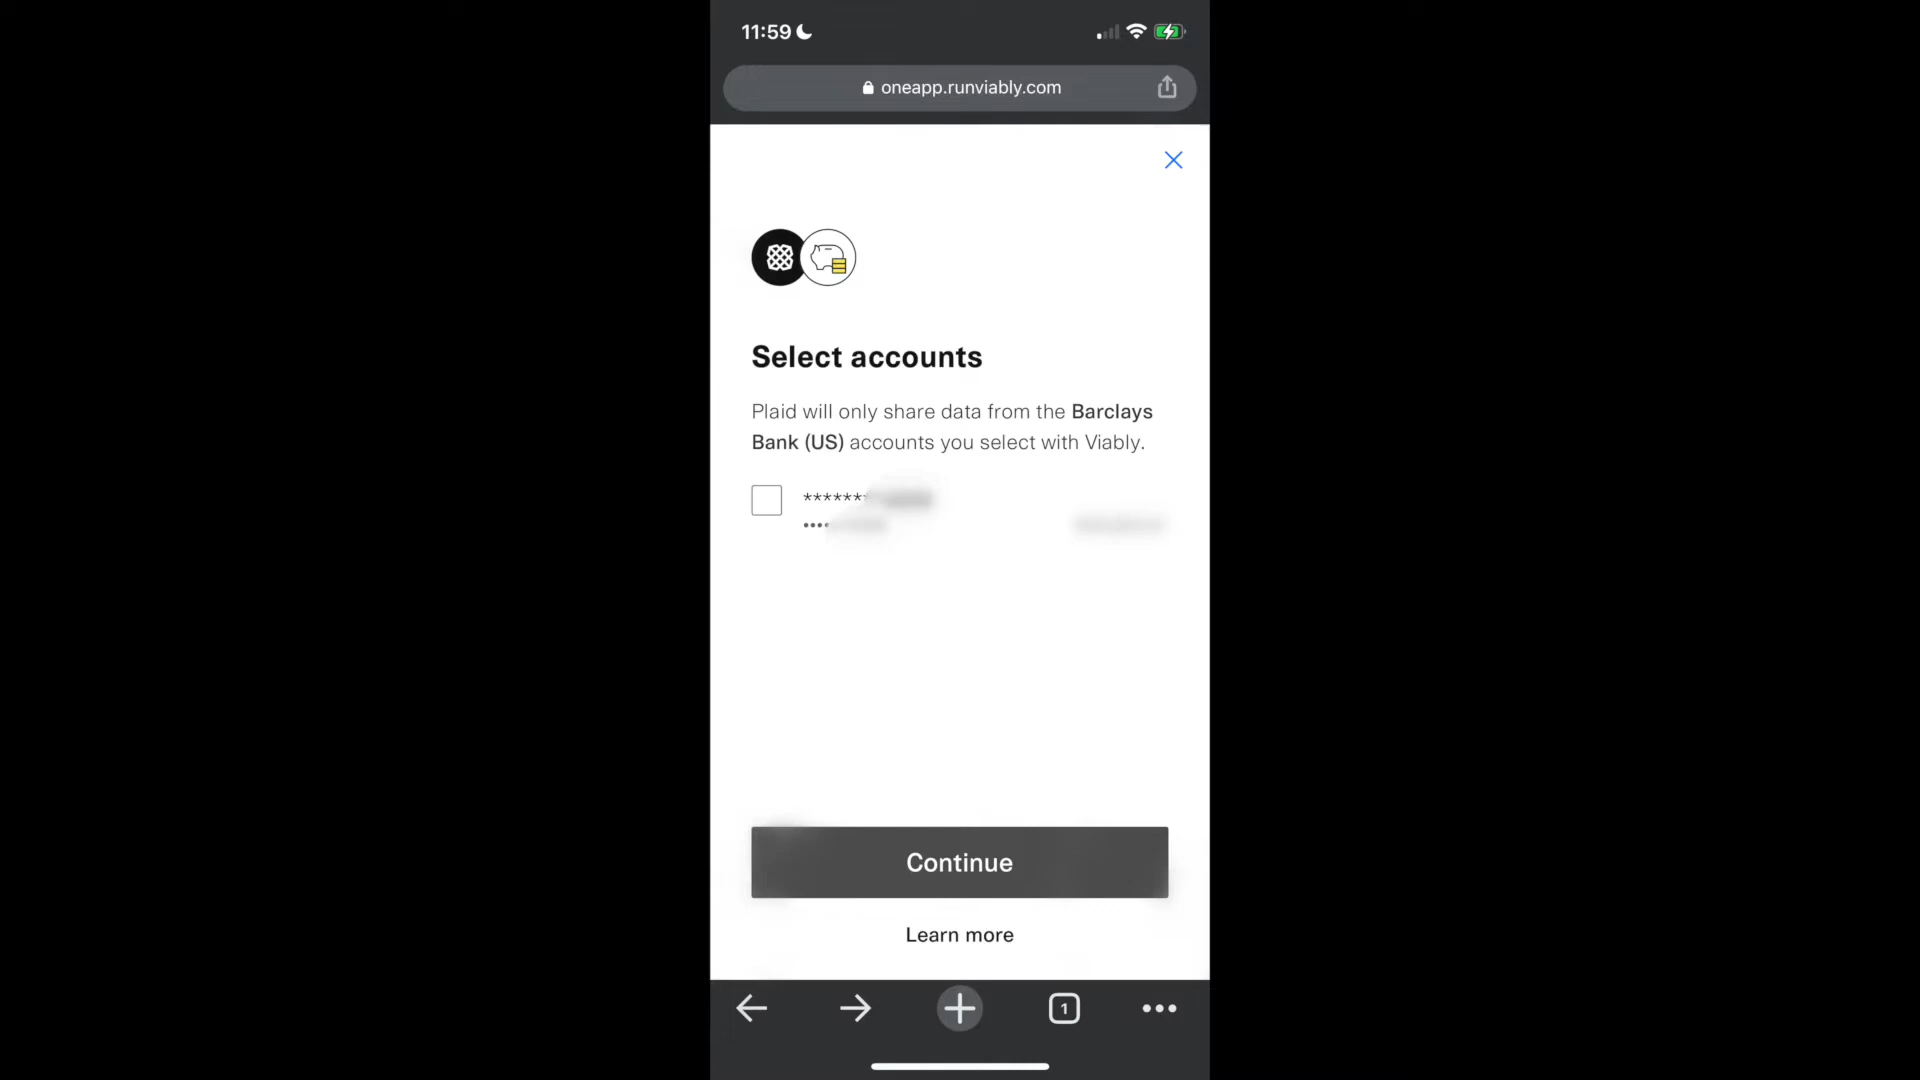 11:59
oneapp.runviably.com
Select accounts
Plaid will only share data from the Barclays
Bank (US) accounts you select with Viably.
*******
••••
Continue
Learn more
1